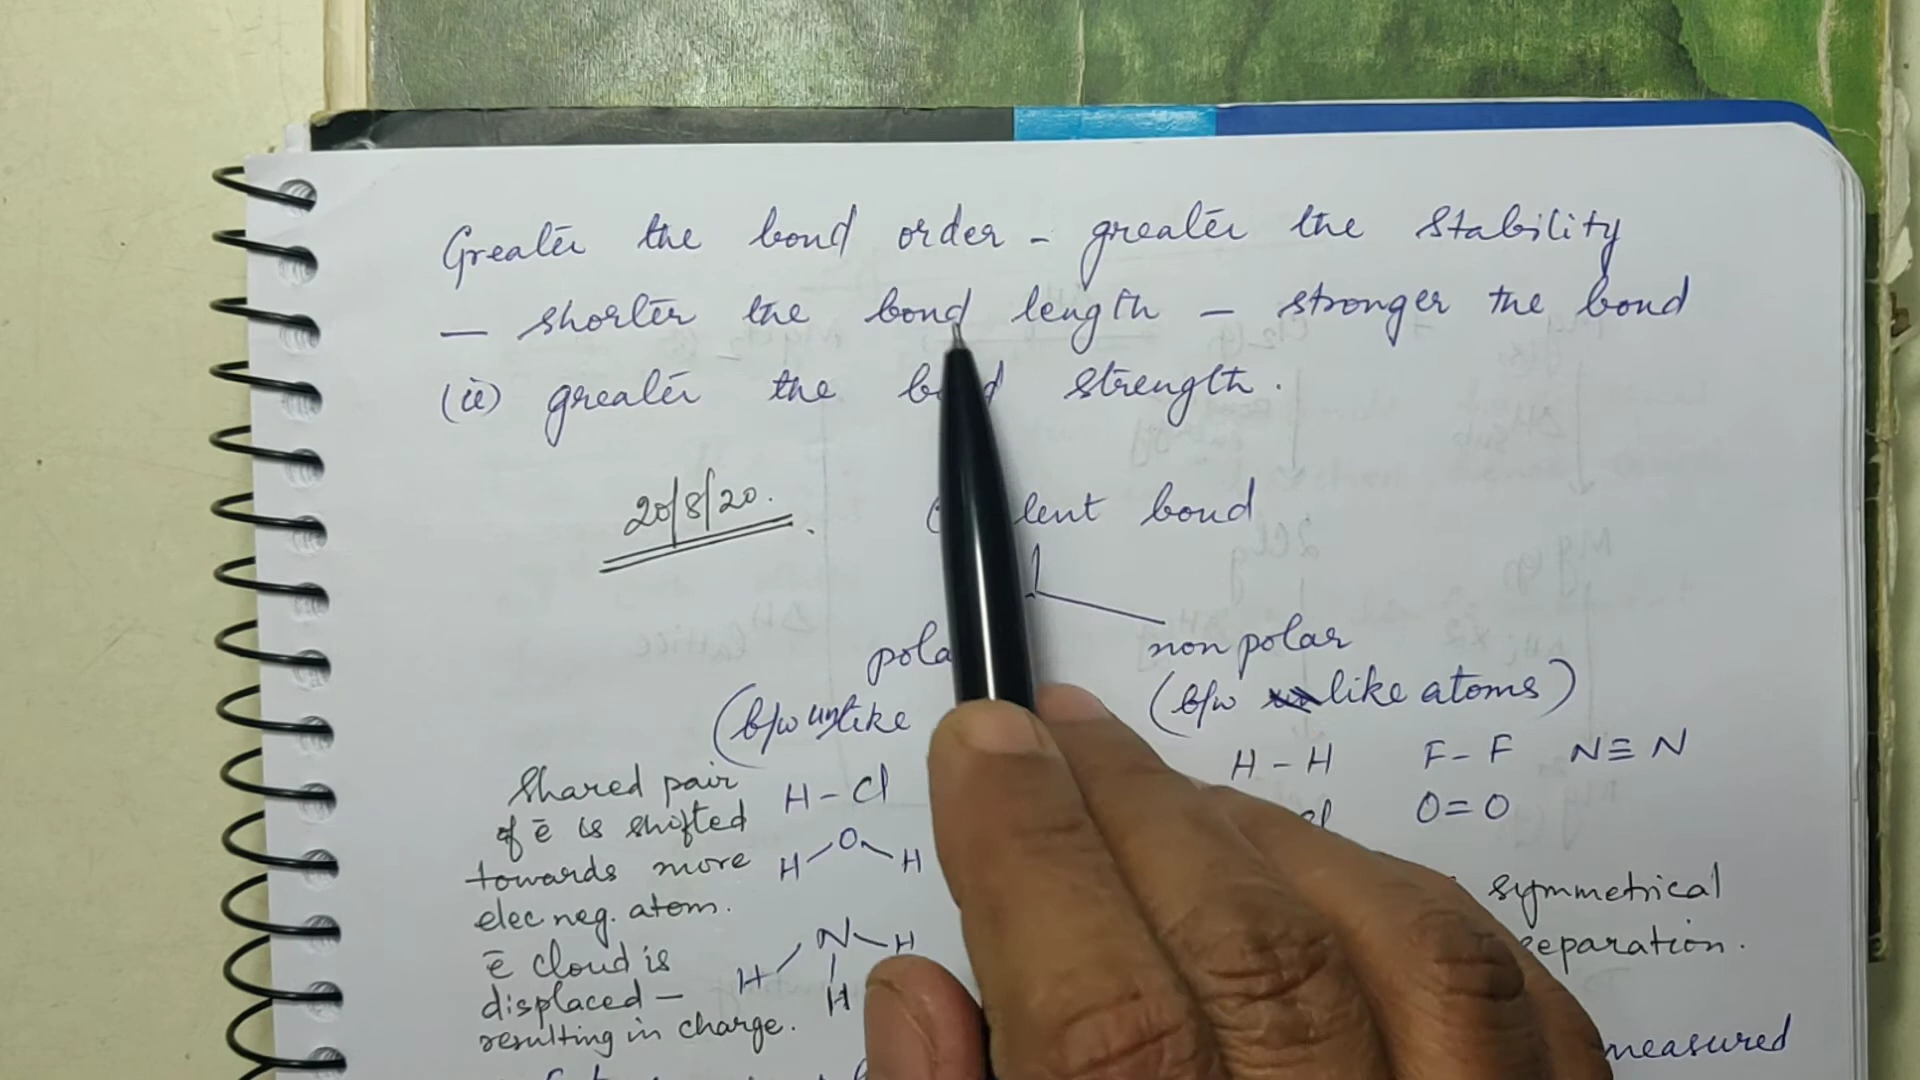 Greater the bond order - greater the stability
— shorter the bond length — stronger the bond
(ie) greater the strength.
20/8/20.
bond
non polar
(b/w unlike
(b/w like atoms)
H - H F - F N ≡ N
O = O
Shared pair
of ē is shifted
towards more
elec neg. atom.
ē cloud is
displaced —
resulting in charge.
H - Cl
H O H
N H
H H
symmetrical
measured